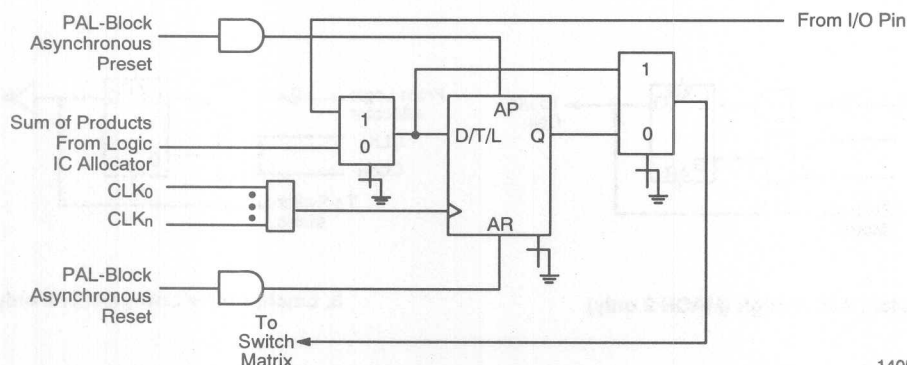 From I/O Pin
PAL-Block
Asynchronous
Preset
1
0
Sum of Products
From Logic
IC Allocator
AP
D/T/L Q
AR
1
0
CLK0
CLKn
PAL-Block
Asynchronous
Reset
To
Switch
Matrix